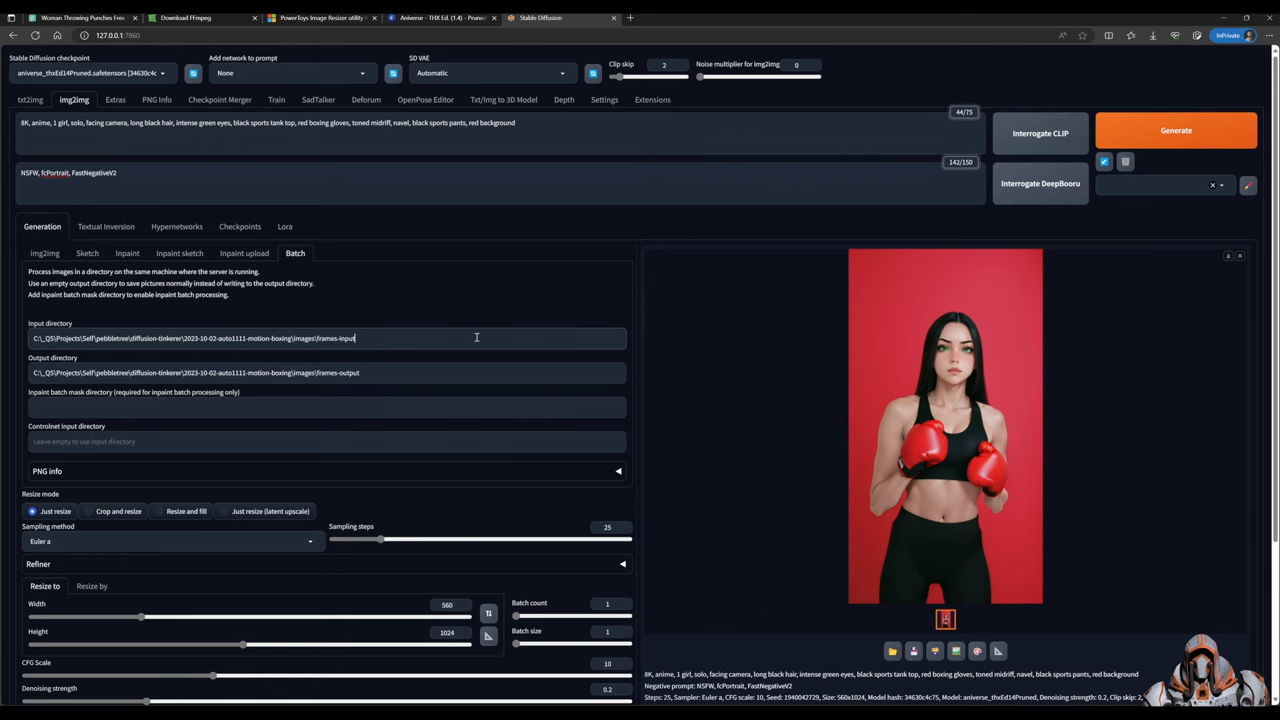 Woman Throwing Punches Free
Download FFmpeg
PowerToys Image Resizer utility
Aniverse - THX Ed. (1.4) - Pruned
Stable Diffusion
127.0.0.1:7860
InPrivate
Stable Diffusion checkpoint
Add network to prompt
SD VAE
Clip skip
2
Noise multiplier for img2img
0
aniverse_thxEd14Pruned.safetensors [34630c4c
None
Automatic
txt2img
img2img
Extras
PNG Info
Checkpoint Merger
Train
SadTalker
Deforum
OpenPose Editor
Txt/Img to 3D Model
Depth
Settings
Extensions
44/75
8K, anime, 1 girl, solo, facing camera, long black hair, intense green eyes, black sports tank top, red boxing gloves, toned midriff, navel, black sports pants, red background
Interrogate CLIP
Generate
142/150
NSFW, fcPortrait, FastNegativeV2
Interrogate DeepBooru
Generation
Textual Inversion
Hypernetworks
Checkpoints
Lora
img2img
Sketch
Inpaint
Inpaint sketch
Inpaint upload
Batch
Process images in a directory on the same machine where the server is running.
Use an empty output directory to save pictures normally instead of writing to the output directory.
Add inpaint batch mask directory to enable inpaint batch processing.
Input directory
C:\_QS\Projects\Self\pebbletree\diffusion-tinkerer\2023-10-02-auto1111-motion-boxing\images\frames-input
Output directory
C:\_QS\Projects\Self\pebbletree\diffusion-tinkerer\2023-10-02-auto1111-motion-boxing\images\frames-output
Inpaint batch mask directory (required for inpaint batch processing only)
Controlnet input directory
Leave empty to use input directory
PNG info
Resize mode
Just resize
Crop and resize
Resize and fill
Just resize (latent upscale)
Sampling method
Sampling steps
25
Euler a
Refiner
Resize to
Resize by
Width
560
Batch count
1
Height
1024
Batch size
1
CFG Scale
10
Denoising strength
0.2
8K, anime, 1 girl, solo, facing camera, long black hair, intense green eyes, black sports tank top, red boxing gloves, toned midriff, navel, black sports pants, red background
Negative prompt: NSFW, fcPortrait, FastNegativeV2
Steps: 25, Sampler: Euler a, CFG scale: 10, Seed: 1940042729, Size: 560x1024, Model hash: 34630c4c75, Model: aniverse_thxEd14Pruned, Denoising strength: 0.2, Clip skip: 2,